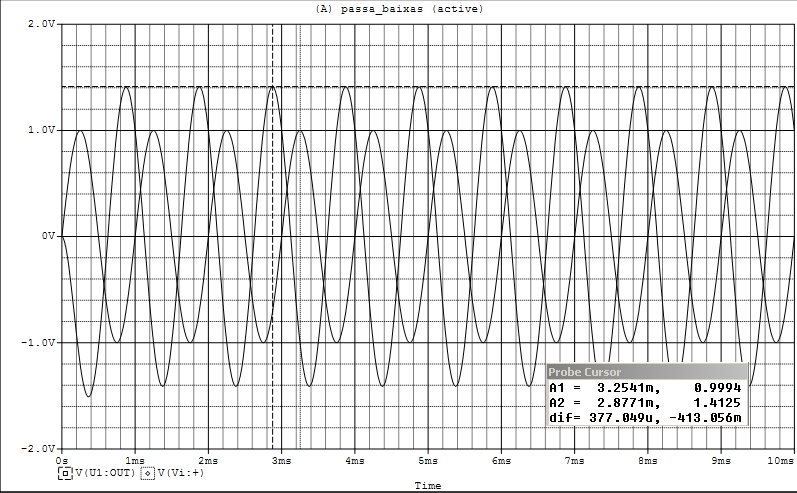 (A) passa_baixas (active)
2.0V
1.0V
0V
-1.0V
-2.0V
0s 1ms 2ms 3ms 4ms 5ms 6ms 7ms 8ms 9ms 10ms
V(U1:OUT) V(Vi:+)
Time
Probe Cursor
A1 = 3.2541m, 0.9994
A2 = 2.8771m, 1.4125
dif= 377.049u, -413.056m